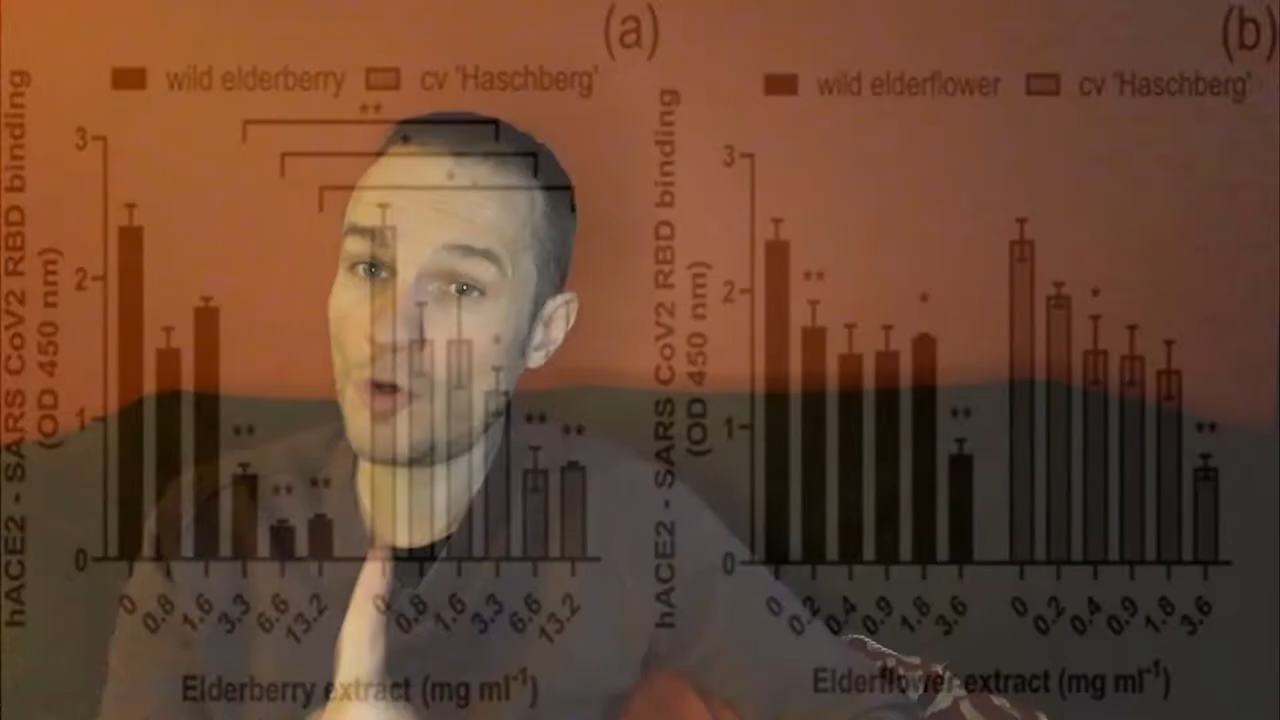 (a)
wild elderberry cv 'Haschberg'
**
*
*
hACE2 - SARS CoV2 RBD binding
(OD 450 nm)
3
2
1
0
** ** **
* ** **
0 0.8 1.6 3.3 6.6 13.2 0 0.8 1.6 3.3 6.6 13.2
Elderberry extract (mg ml⁻¹)
(b)
wild elderflower cv 'Haschberg'
hACE2 - SARS CoV2 RBD binding
(OD 450 nm)
3
2
1
0
** * **
* **
0 0.2 0.4 0.9 1.8 3.6 0 0.2 0.4 0.9 1.8 3.6
Elderflower extract (mg ml⁻¹)